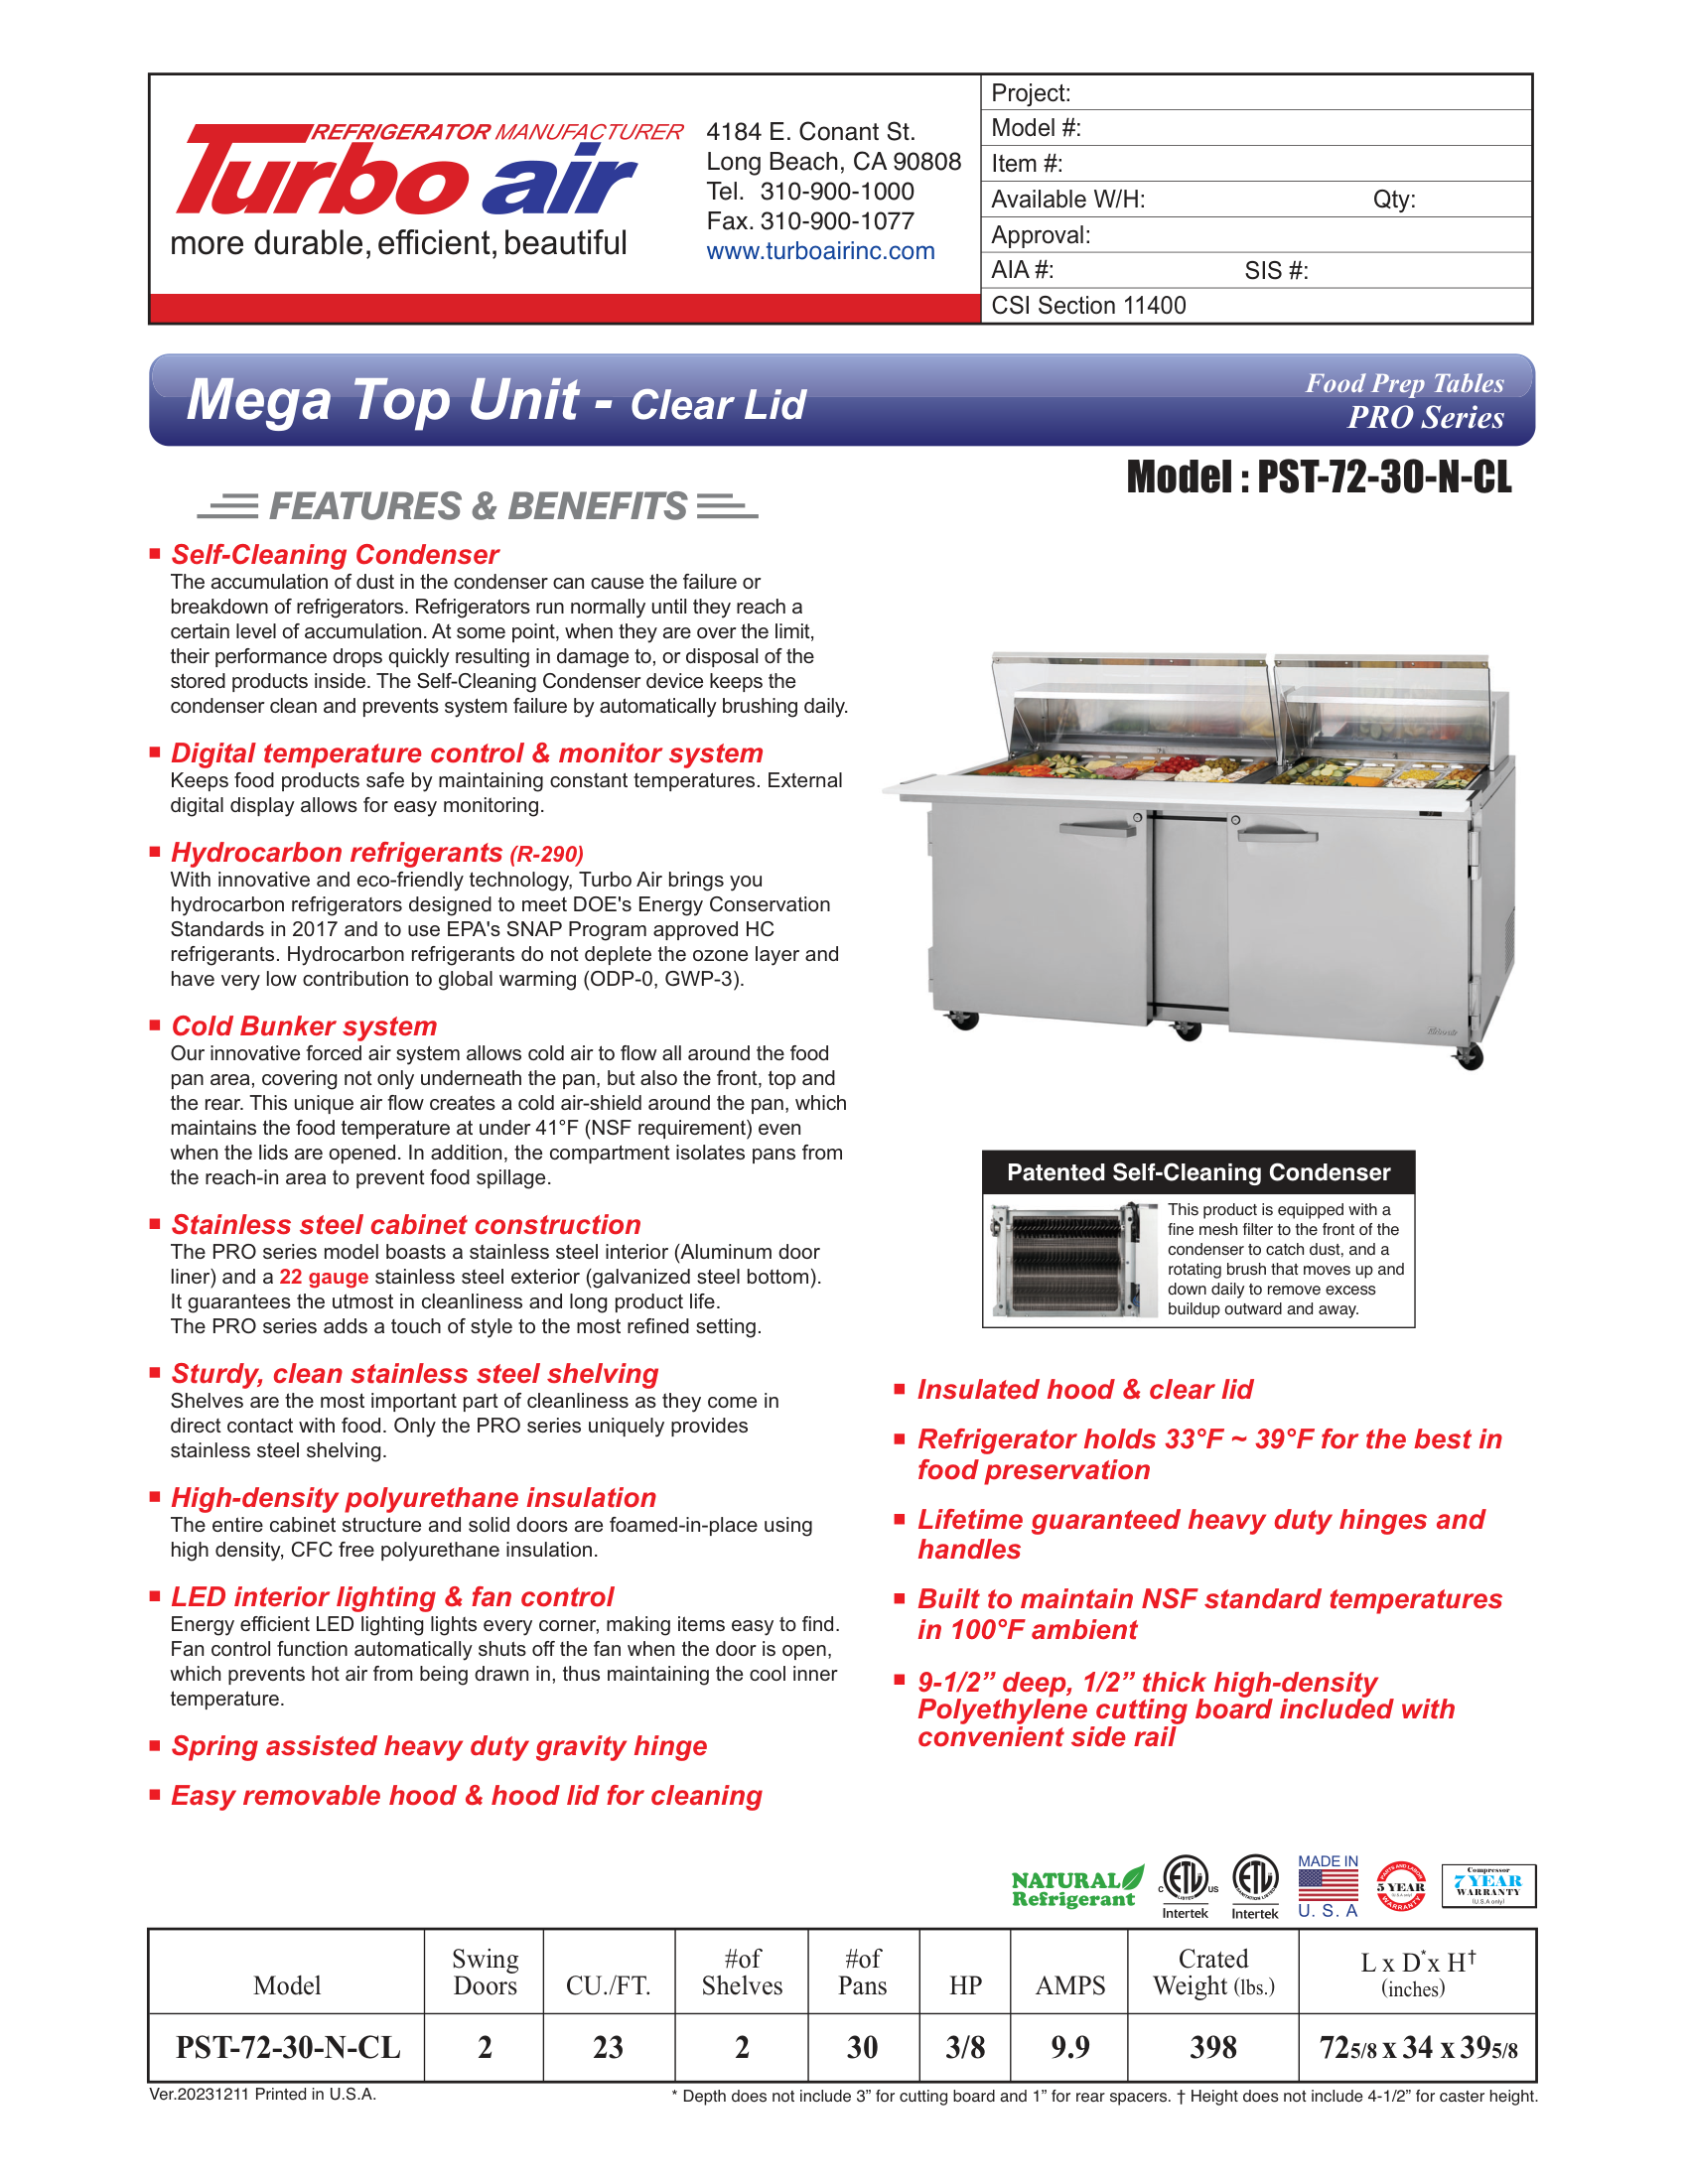 REFRIGERATOR MANUFACTURER
Turbo air
more durable, efficient, beautiful
4184 E. Conant St.
Long Beach, CA 90808
Tel. 310-900-1000
Fax. 310-900-1077
www.turboairinc.com
Project:
Model #:
Item #:
Available W/H: Qty:
Approval:
AIA #: SIS #:
CSI Section 11400
Mega Top Unit - Clear Lid
Food Prep Tables
PRO Series
Model : PST-72-30-N-CL
FEATURES & BENEFITS
Self-Cleaning Condenser
The accumulation of dust in the condenser can cause the failure or
breakdown of refrigerators. Refrigerators run normally until they reach a
certain level of accumulation. At some point, when they are over the limit,
their performance drops quickly resulting in damage to, or disposal of the
stored products inside. The Self-Cleaning Condenser device keeps the
condenser clean and prevents system failure by automatically brushing daily.
Digital temperature control & monitor system
Keeps food products safe by maintaining constant temperatures. External
digital display allows for easy monitoring.
Hydrocarbon refrigerants (R-290)
With innovative and eco-friendly technology, Turbo Air brings you
hydrocarbon refrigerators designed to meet DOE's Energy Conservation
Standards in 2017 and to use EPA's SNAP Program approved HC
refrigerants. Hydrocarbon refrigerants do not deplete the ozone layer and
have very low contribution to global warming (ODP-0, GWP-3).
Cold Bunker system
Our innovative forced air system allows cold air to flow all around the food
pan area, covering not only underneath the pan, but also the front, top and
the rear. This unique air flow creates a cold air-shield around the pan, which
maintains the food temperature at under 41°F (NSF requirement) even
when the lids are opened. In addition, the compartment isolates pans from
the reach-in area to prevent food spillage.
Stainless steel cabinet construction
The PRO series model boasts a stainless steel interior (Aluminum door
liner) and a 22 gauge stainless steel exterior (galvanized steel bottom).
It guarantees the utmost in cleanliness and long product life.
The PRO series adds a touch of style to the most refined setting.
Sturdy, clean stainless steel shelving
Shelves are the most important part of cleanliness as they come in
direct contact with food. Only the PRO series uniquely provides
stainless steel shelving.
High-density polyurethane insulation
The entire cabinet structure and solid doors are foamed-in-place using
high density, CFC free polyurethane insulation.
LED interior lighting & fan control
Energy efficient LED lighting lights every corner, making items easy to find.
Fan control function automatically shuts off the fan when the door is open,
which prevents hot air from being drawn in, thus maintaining the cool inner
temperature.
Spring assisted heavy duty gravity hinge
Easy removable hood & hood lid for cleaning
Turboair
Patented Self-Cleaning Condenser
This product is equipped with a
fine mesh filter to the front of the
condenser to catch dust, and a
rotating brush that moves up and
down daily to remove excess
buildup outward and away.
Insulated hood & clear lid
Refrigerator holds 33°F ~ 39°F for the best in
food preservation
Lifetime guaranteed heavy duty hinges and
handles
Built to maintain NSF standard temperatures
in 100°F ambient
9-1/2” deep, 1/2” thick high-density
Polyethylene cutting board included with
convenient side rail
NATURAL
Refrigerant
C ETL US
LISTED
Intertek
ETL
SANITATION LISTED
Intertek
MADE IN
U. S. A
PARTS AND LABOR
5 YEAR
(U.S.A only)
WARRANTY
Compressor
7 YEAR
WARRANTY
(U.S.A only)
Model Swing Doors CU./FT. #of Shelves #of Pans HP AMPS Crated Weight (lbs.) L x D* x H† (inches)
PST-72-30-N-CL 2 23 2 30 3/8 9.9 398 72 5/8 x 34 x 39 5/8
Ver.20231211 Printed in U.S.A.
* Depth does not include 3” for cutting board and 1” for rear spacers. † Height does not include 4-1/2” for caster height.